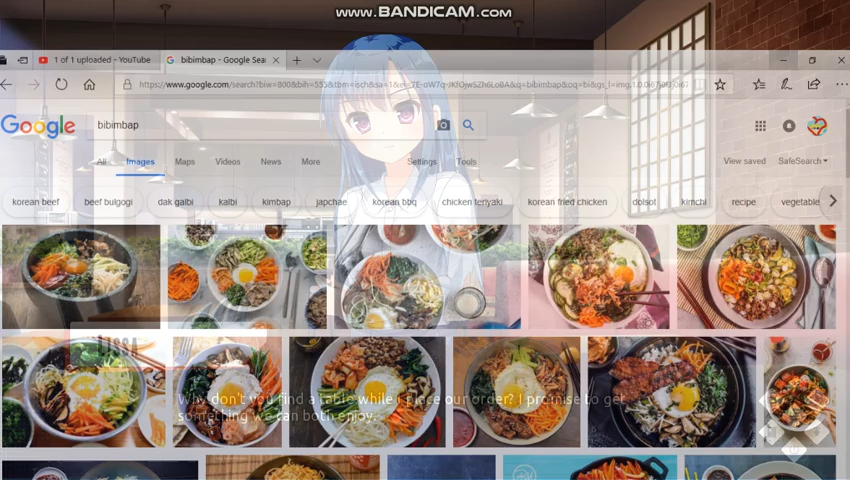 www.BANDICAM.com
1 of 1 uploaded - YouTube
bibimbap - Google Sea
Google
bibimbap
All Images Maps Videos News More Settings Tools View saved SafeSearch
korean beef beef bulgogi dak galbi kalbi kimbap japchae korean bbq chicken teriyaki korean fried chicken dolsot kimchi recipe vegetable
Why don't you find a table while I place our order? I promise to get
something we can both enjoy.